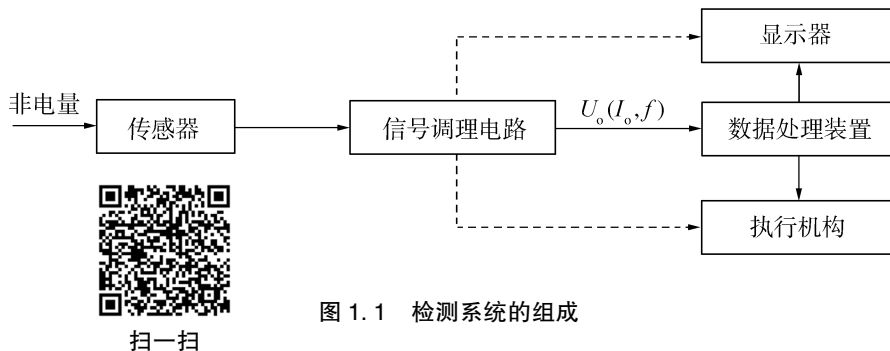 显示器
非电量
传感器
信号调理电路
U_o(I_o,f)
数据处理装置
执行机构
图 1.1 检测系统的组成
扫一扫